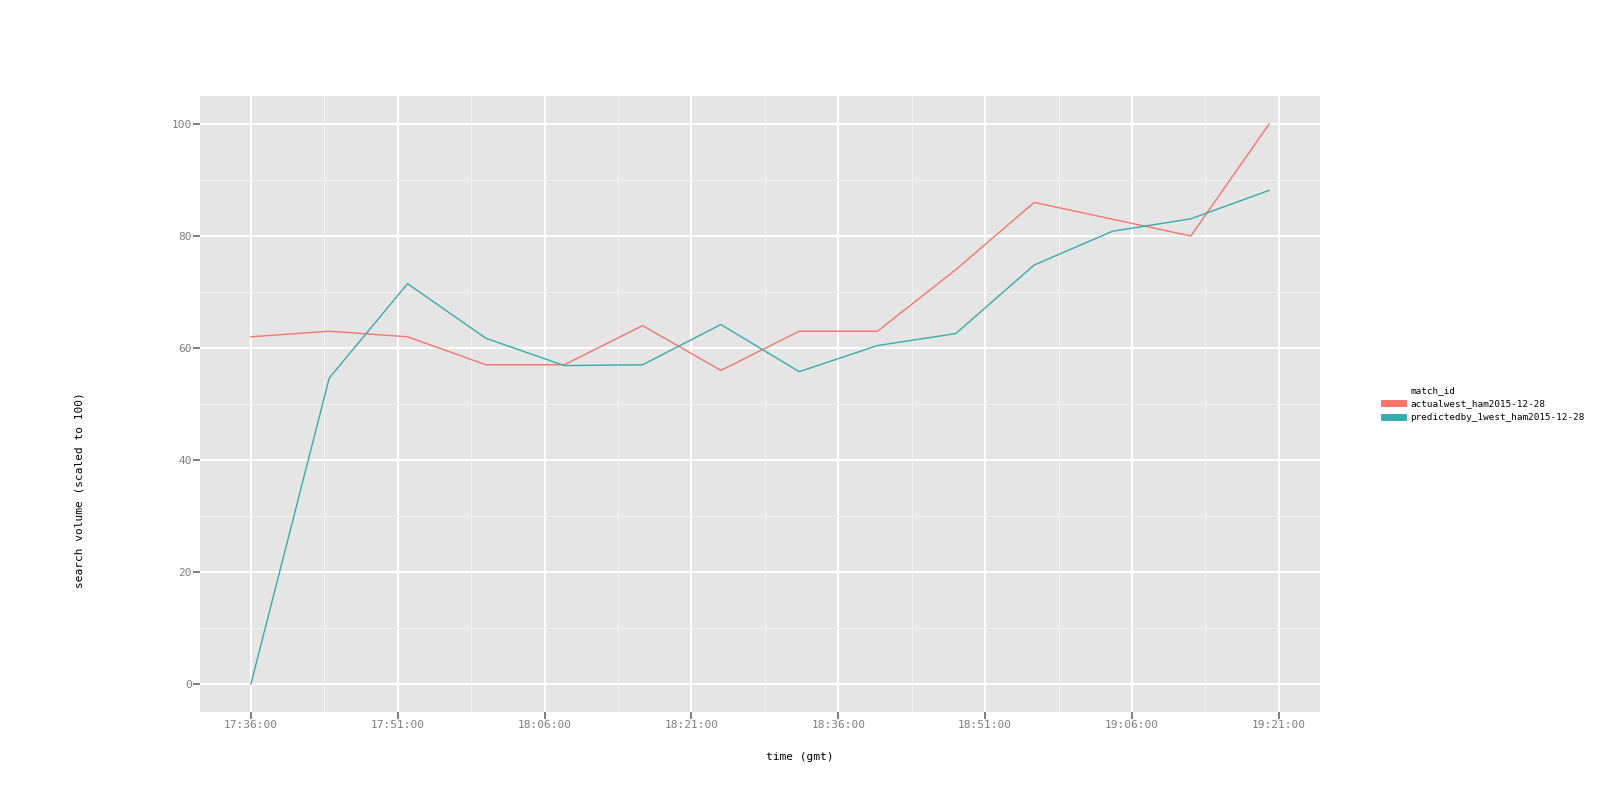 search volume (scaled to 100)
100
80
60
40
20
0
17:36:00 17:51:00 18:06:00 18:21:00 18:36:00 18:51:00 19:06:00 19:21:00
time (gmt)
match_id
actualwest_ham2015-12-28
predictedby_1west_ham2015-12-28